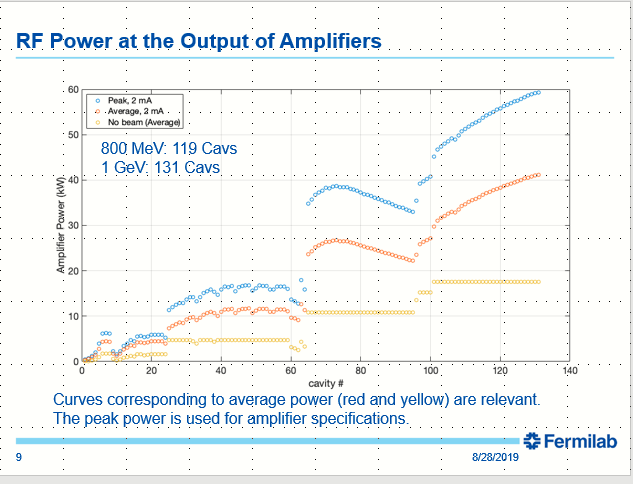 RF Power at the Output of Amplifiers
60
50
40
30
20
10
0
Amplifier Power (kW)
Peak, 2 mA
Average, 2 mA
No beam (Average)
800 MeV: 119 Cavs
1 GeV: 131 Cavs
0 20 40 60 80 100 120 140
cavity #
Curves corresponding to average power (red and yellow) are relevant.
The peak power is used for amplifier specifications.
Fermilab
9 8/28/2019